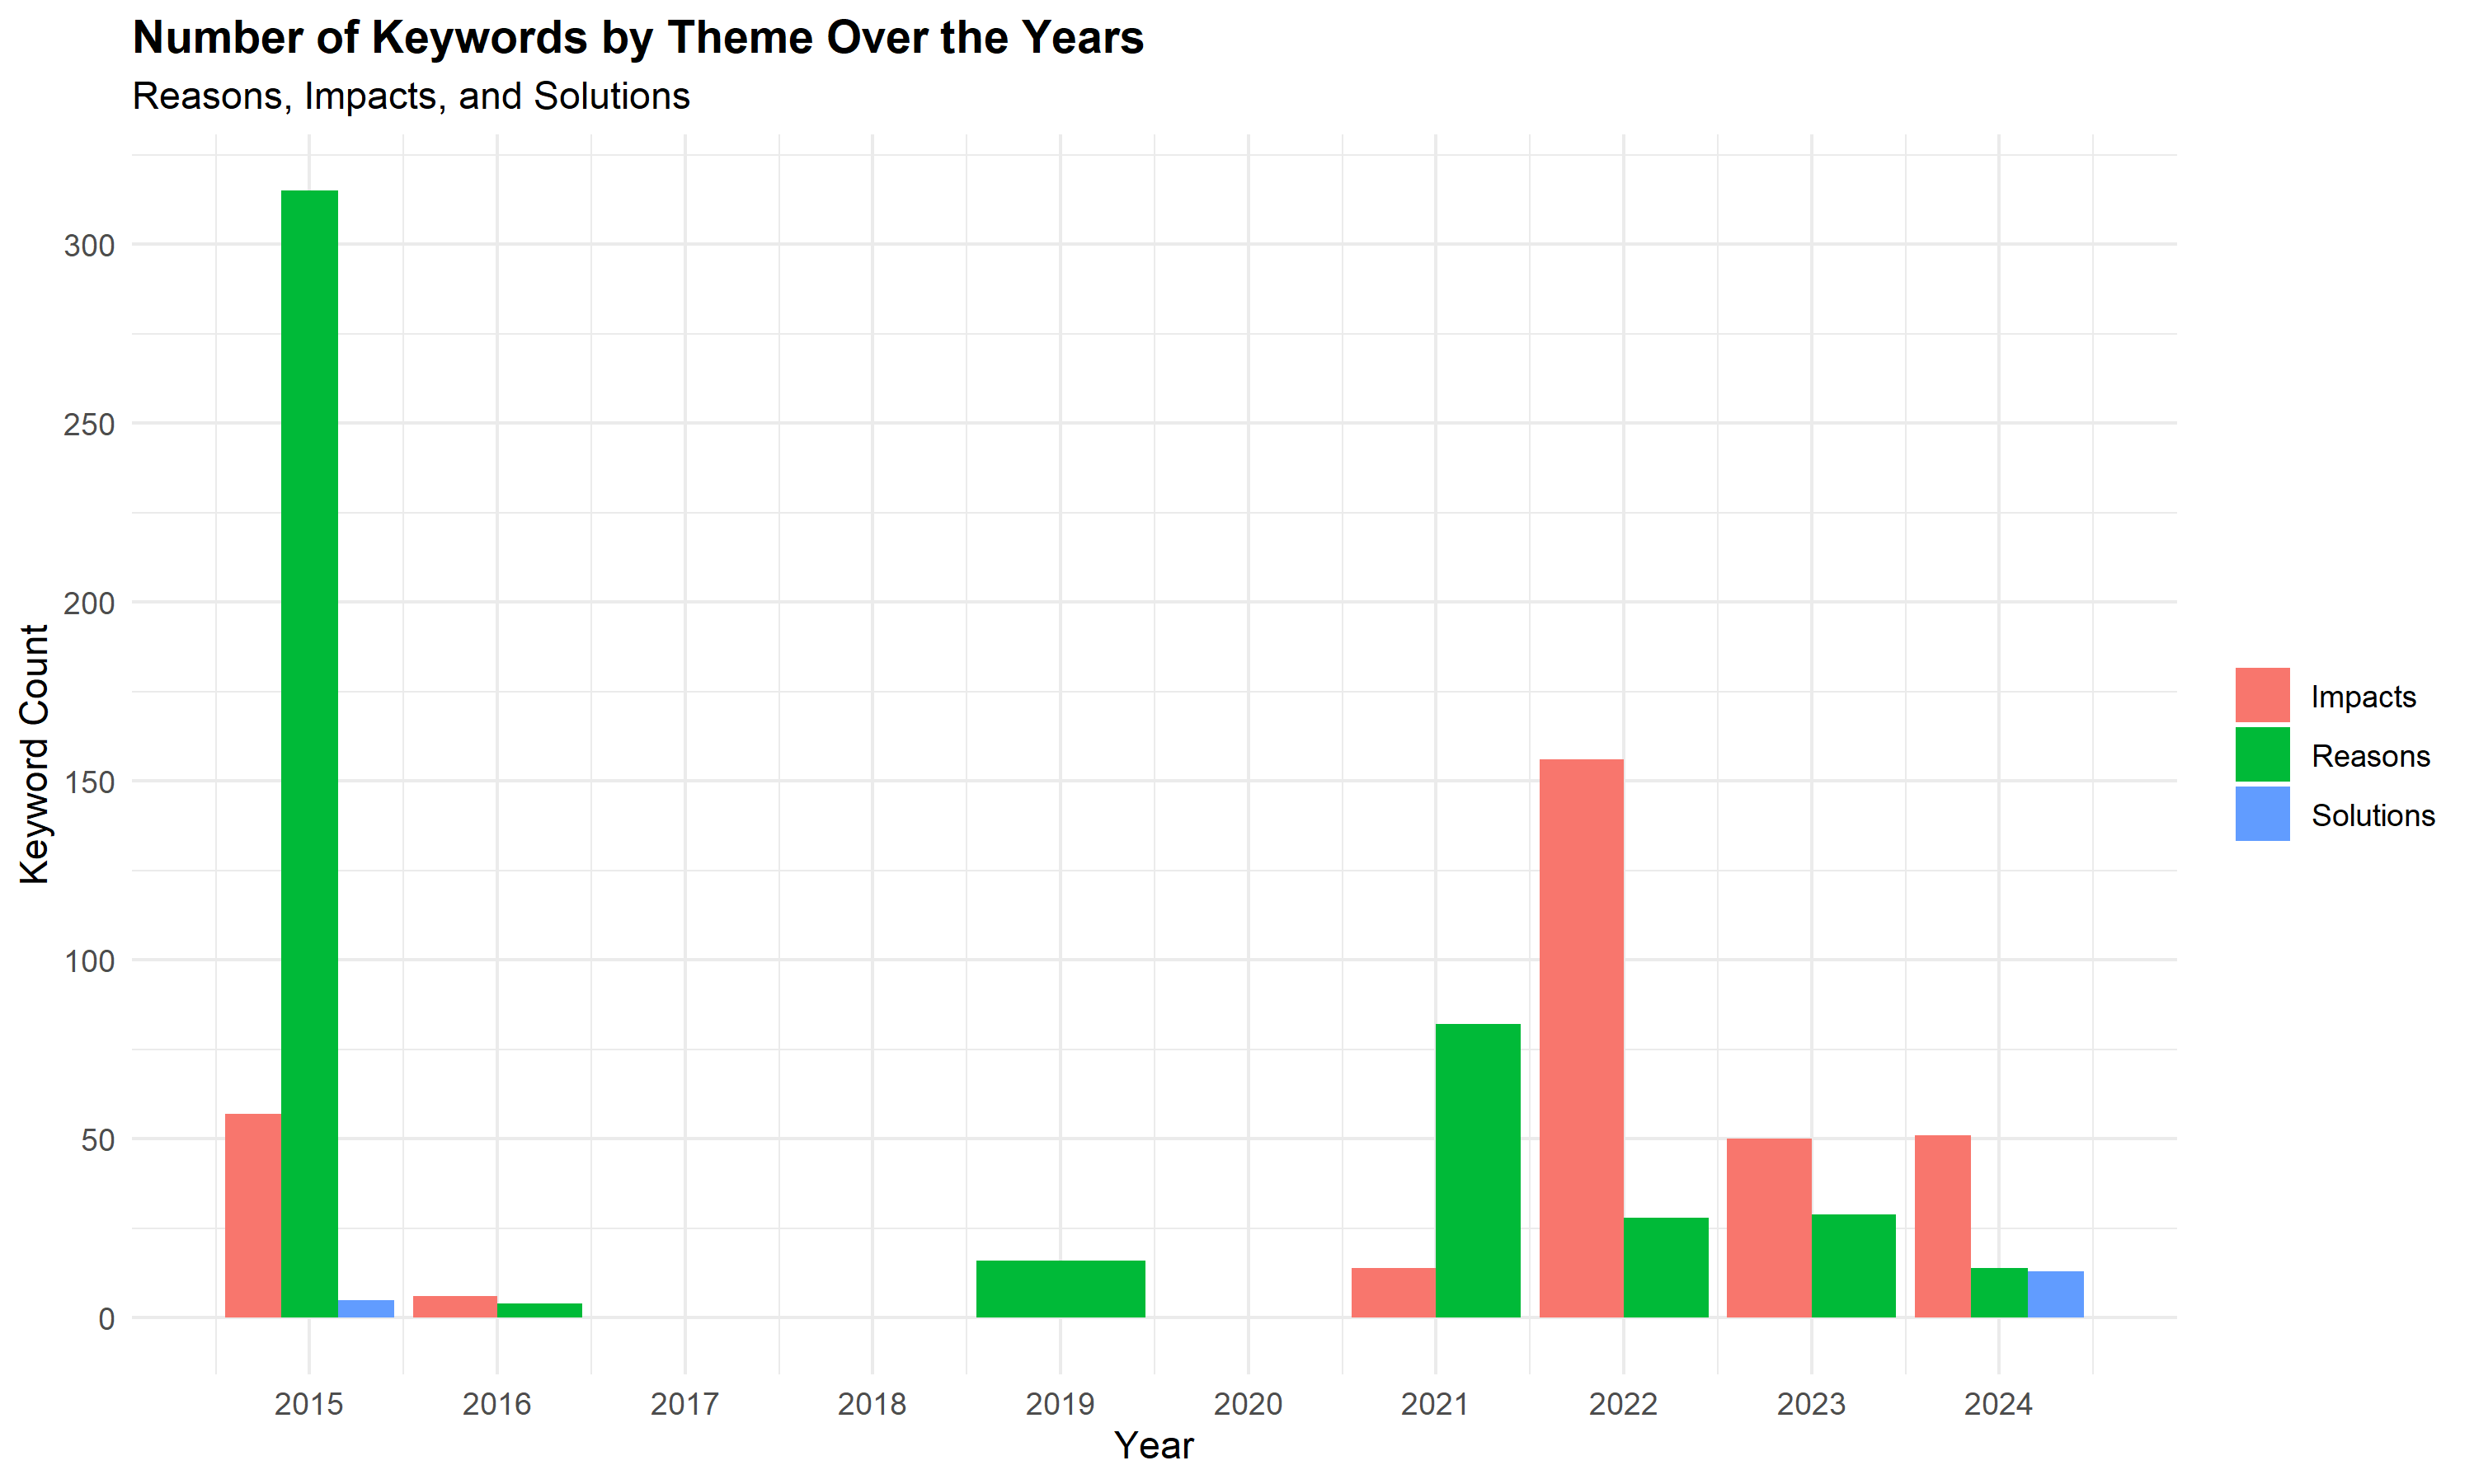 Number of Keywords by Theme Over the Years
Reasons, Impacts, and Solutions
Keyword Count
300
250
200
150
100
50
0
2015 2016 2017 2018 2019 2020 2021 2022 2023 2024
Year
Impacts
Reasons
Solutions